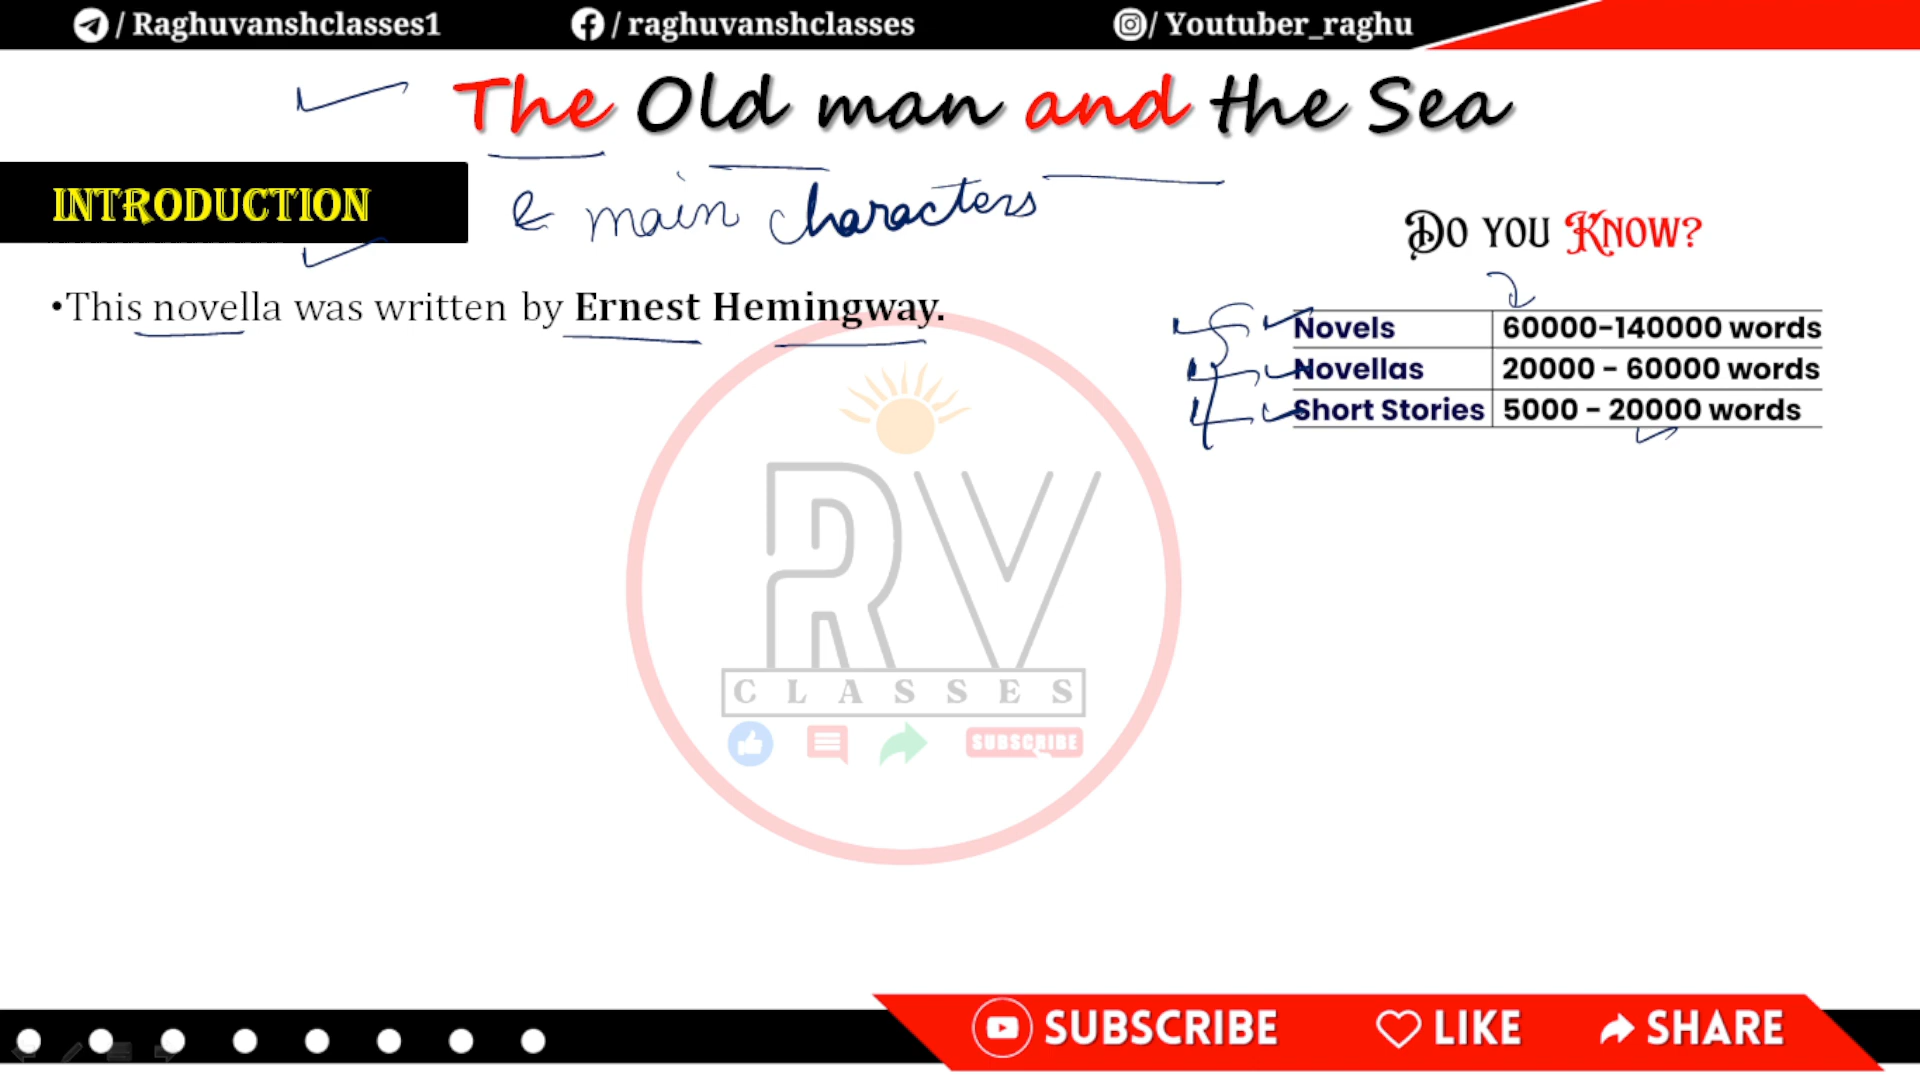 / Raghuvanshclasses1
/ raghuvanshclasses
/ Youtuber_raghu
The Old man and the Sea
INTRODUCTION
& main characters
•This novella was written by Ernest Hemingway.
Do you Know?
Novels 60000-140000 words
Novellas 20000 - 60000 words
Short Stories 5000 - 20000 words
RV
CLASSES
SUBSCRIBE
SUBSCRIBE
LIKE
SHARE